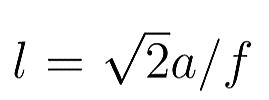 l = √2a/f